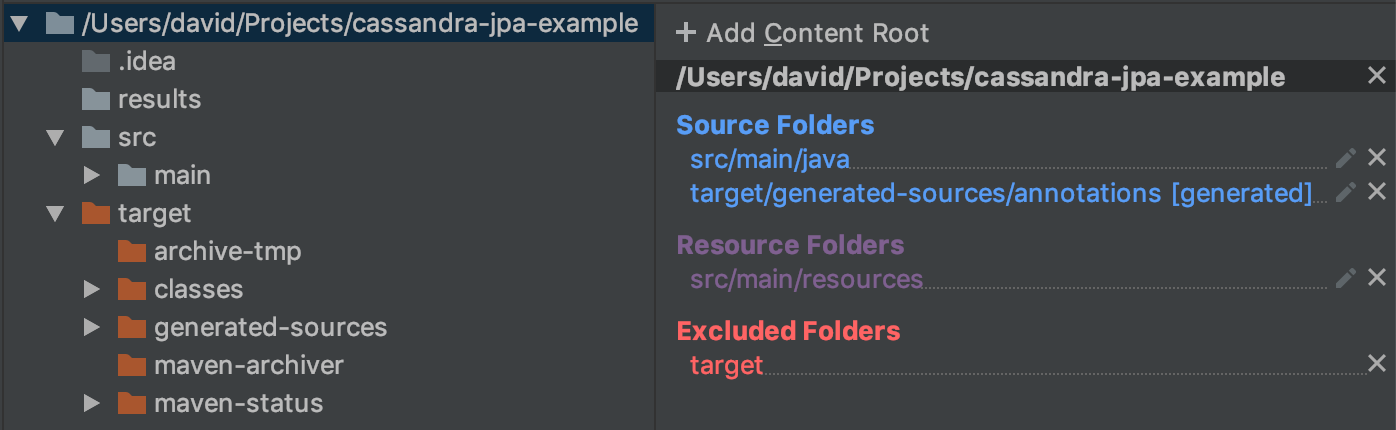 /Users/david/Projects/cassandra-jpa-example
.idea
results
src
main
target
archive-tmp
classes
generated-sources
maven-archiver
maven-status
+ Add Content Root
/Users/david/Projects/cassandra-jpa-example
Source Folders
src/main/java
target/generated-sources/annotations [generated]
Resource Folders
src/main/resources
Excluded Folders
target